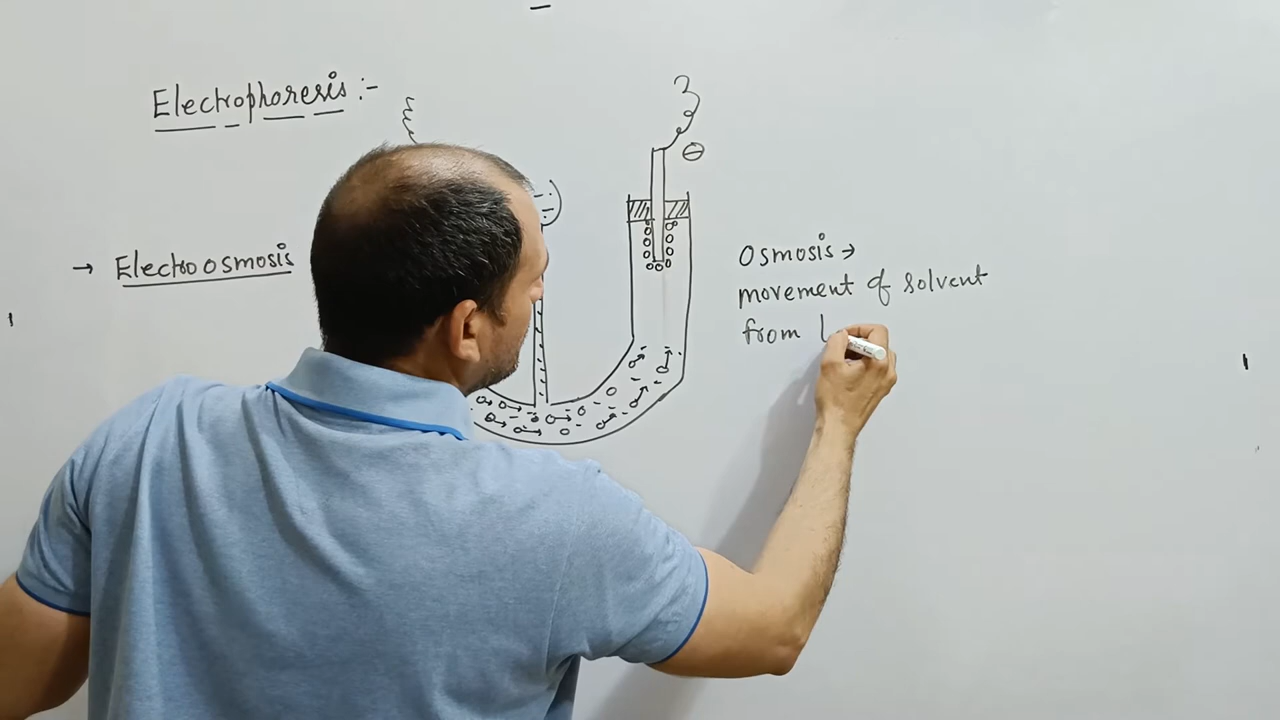 Electrophoresis :-
→ Electroosmosis
Osmosis →
movement of solvent
from